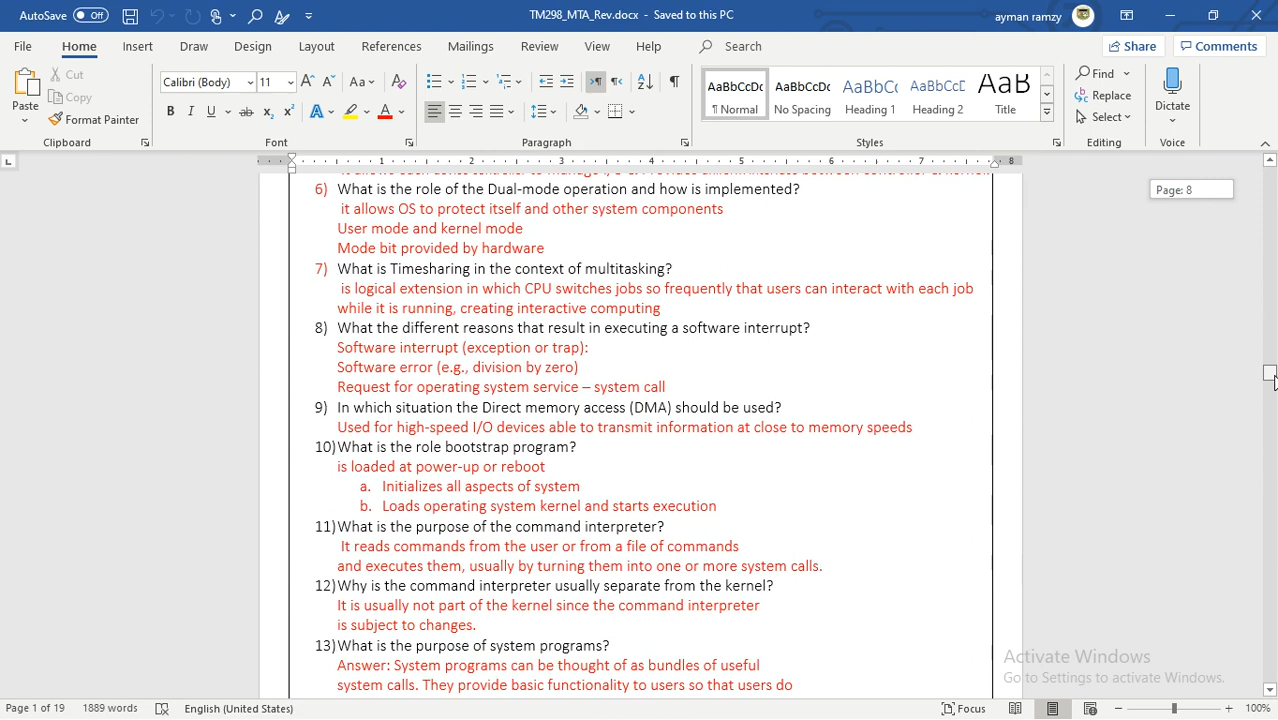 AutoSave Off TM298_MTA_Rev.docx - Saved to this PC ayman ramzy
File Home Insert Draw Design Layout References Mailings Review View Help Search Share Comments
Paste Cut Copy Format Painter Clipboard
Calibri (Body) 11 Aa Font
Paragraph
AaBbCcDc ¶ Normal AaBbCcDc No Spacing AaBbCc Heading 1 AaBbCcD Heading 2 AaB Title Styles
Find Replace Select Editing
Dictate Voice
1 2 3 4 5 6 7 8
Page: 8
6) What is the role of the Dual-mode operation and how is implemented?
it allows OS to protect itself and other system components
User mode and kernel mode
Mode bit provided by hardware
7) What is Timesharing in the context of multitasking?
is logical extension in which CPU switches jobs so frequently that users can interact with each job
while it is running, creating interactive computing
8) What the different reasons that result in executing a software interrupt?
Software interrupt (exception or trap):
Software error (e.g., division by zero)
Request for operating system service – system call
9) In which situation the Direct memory access (DMA) should be used?
Used for high-speed I/O devices able to transmit information at close to memory speeds
10) What is the role bootstrap program?
is loaded at power-up or reboot
a. Initializes all aspects of system
b. Loads operating system kernel and starts execution
11) What is the purpose of the command interpreter?
It reads commands from the user or from a file of commands
and executes them, usually by turning them into one or more system calls.
12) Why is the command interpreter usually separate from the kernel?
It is usually not part of the kernel since the command interpreter
is subject to changes.
13) What is the purpose of system programs?
Answer: System programs can be thought of as bundles of useful
system calls. They provide basic functionality to users so that users do
Activate Windows
Go to Settings to activate Windows.
Page 1 of 19 1889 words English (United States) Focus 100%